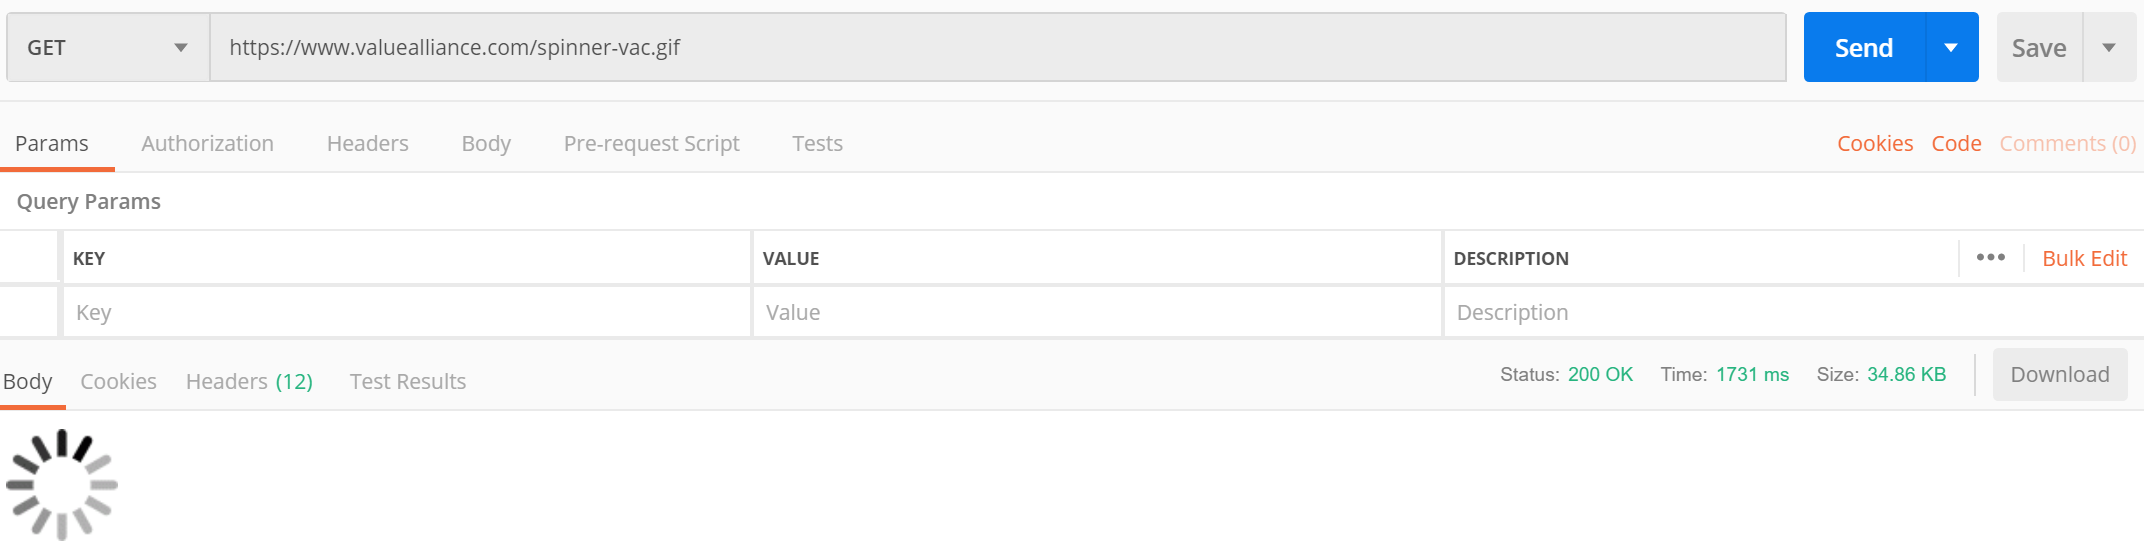 GET https://www.valuealliance.com/spinner-vac.gif Send Save
Params Authorization Headers Body Pre-request Script Tests Cookies Code Comments (0)
Query Params
KEY VALUE DESCRIPTION ••• Bulk Edit
Key Value Description
Body Cookies Headers (12) Test Results Status: 200 OK Time: 1731 ms Size: 34.86 KB Download